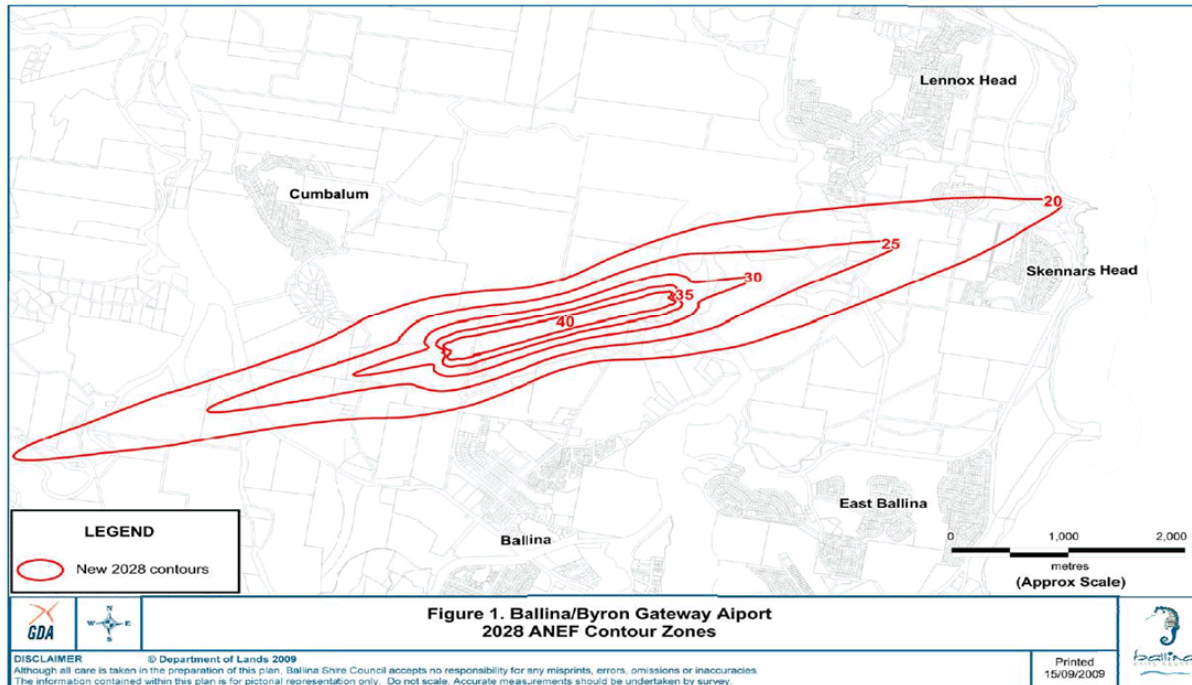 Lennox Head
Cumbalum
20
25
Skennars Head
30
35
40
East Ballina
Ballina
LEGEND
New 2028 contours
0 1,000 2,000
metres
(Approx Scale)
GDA
N
W E
S
Figure 1. Ballina/Byron Gateway Aiport
2028 ANEF Contour Zones
ballina
DISCLAIMER © Department of Lands 2009
Although all care is taken in the preparation of this plan, Ballina Shire Council accepts no responsibility for any misprints, errors, omissions or inaccuracies.
The information contained within this plan is for pictorial representation only. Do not scale. Accurate measurements should be undertaken by survey.
Printed
15/09/2009